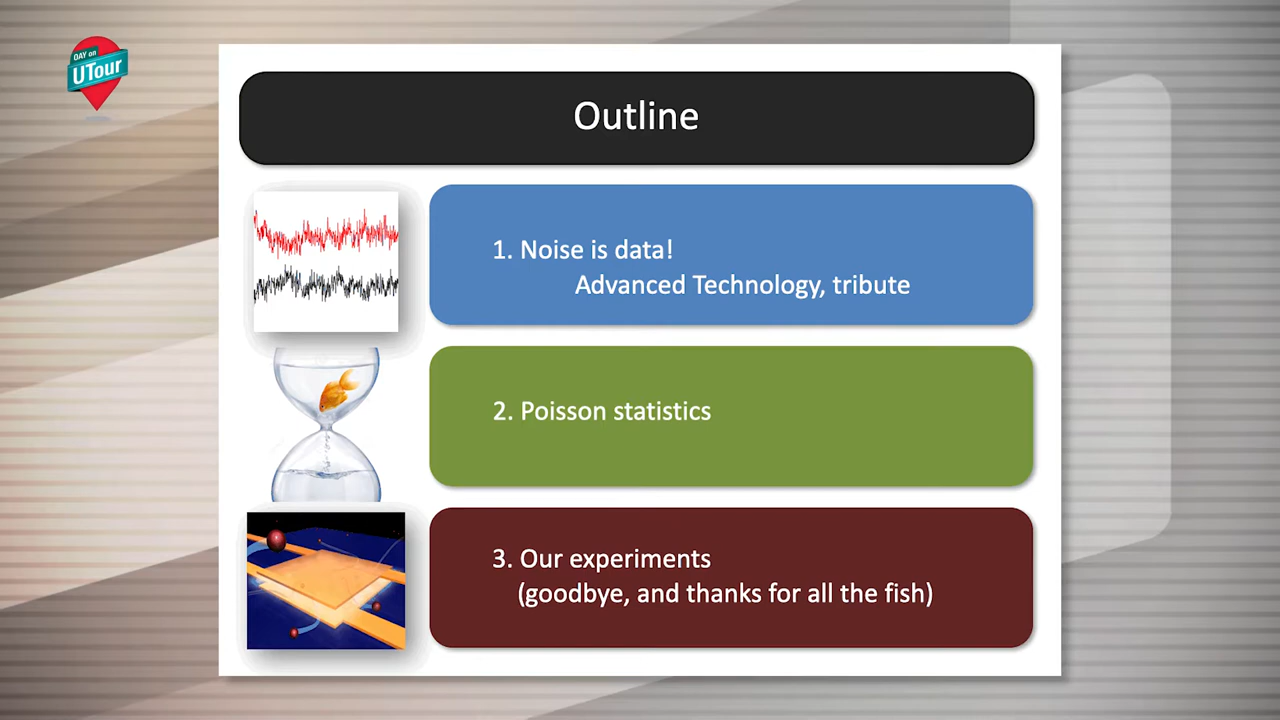 DAY on
UTour
Outline
1. Noise is data!
Advanced Technology, tribute
2. Poisson statistics
3. Our experiments
(goodbye, and thanks for all the fish)